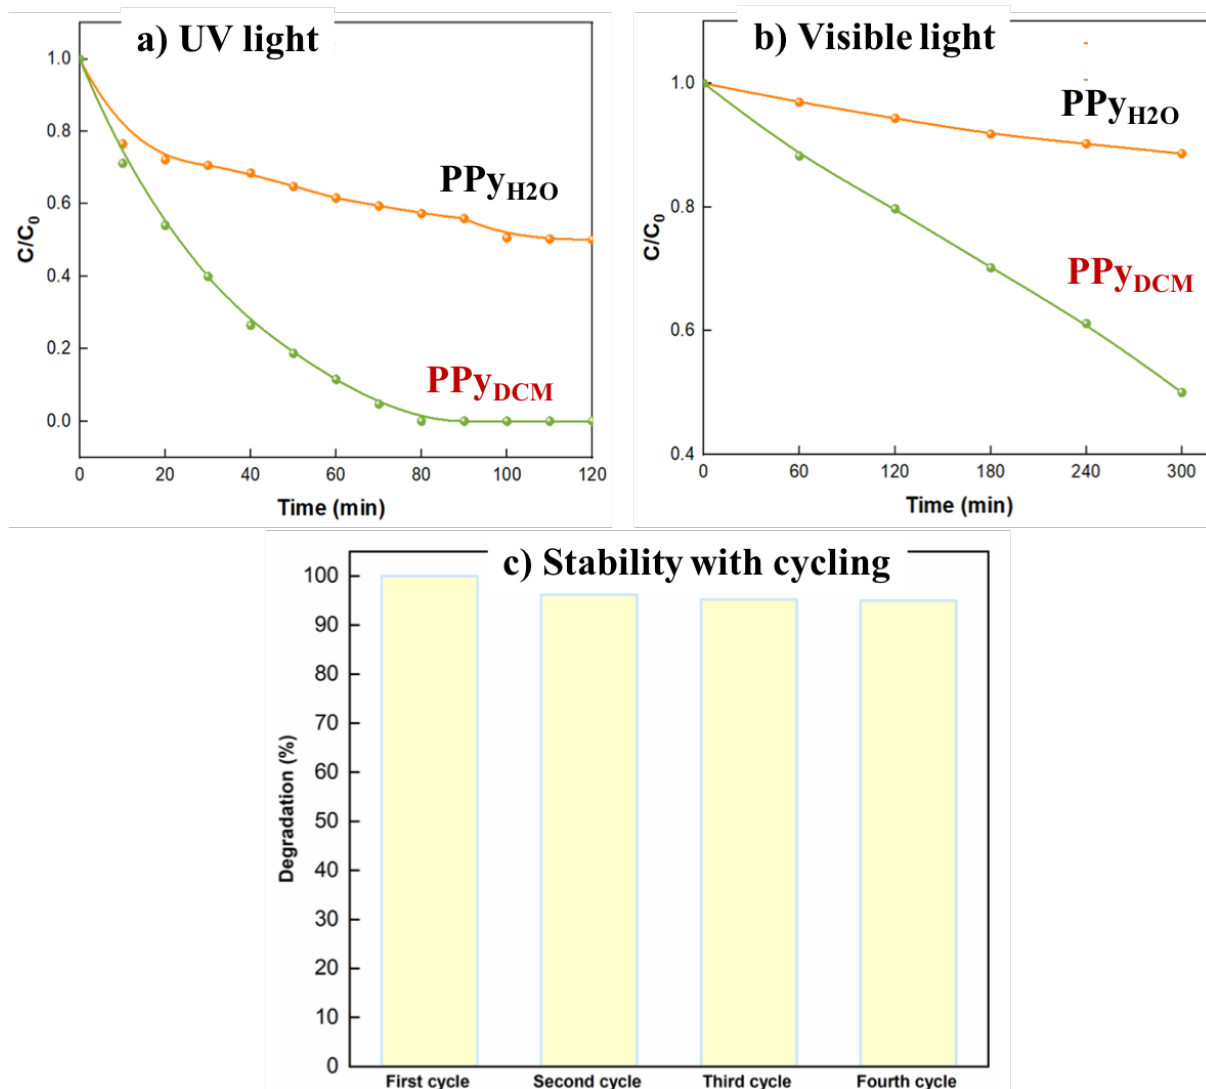 a) UV light
1.0
0.8
0.6
0.4
0.2
0.0
C/C0
PPyH2O
PPyDCM
0 20 40 60 80 100 120
Time (min)
b) Visible light
1.0
0.8
0.6
0.4
C/C0
PPyH2O
PPyDCM
0 60 120 180 240 300
Time (min)
c) Stability with cycling
100
90
80
70
60
50
40
30
20
10
0
Degradation (%)
First cycle Second cycle Third cycle Fourth cycle